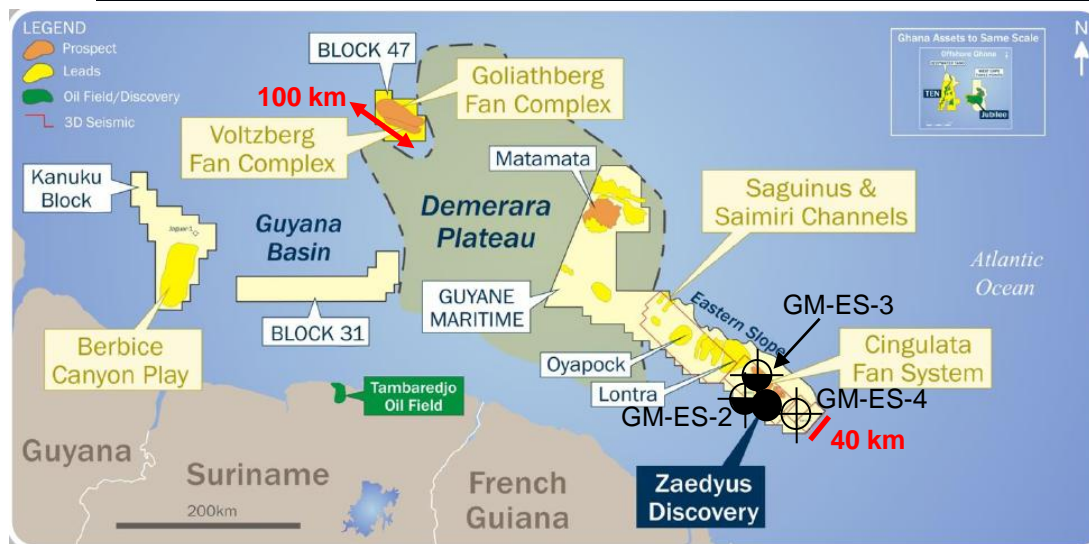 LEGEND
Prospect
Leads
Oil Field/Discovery
3D Seismic
BLOCK 47
100 km
Goliathberg
Fan Complex
Voltzberg
Fan Complex
Kanuku
Block
Guyana
Basin
BLOCK 31
Berbice
Canyon Play
Tambaredjo
Oil Field
Demerara
Plateau
Matamata
GUYANE
MARITIME
Saguinus &
Saimiri Channels
Eastern Slope
Oyapock
Lontra
GM-ES-3
Cingulata
Fan System
GM-ES-2
GM-ES-4
40 km
Zaedyus
Discovery
Atlantic
Ocean
Guyana
Suriname
French
Guiana
200km
Ghana Assets to Same Scale
Offshore Ghana
TEN
Jubilee
N